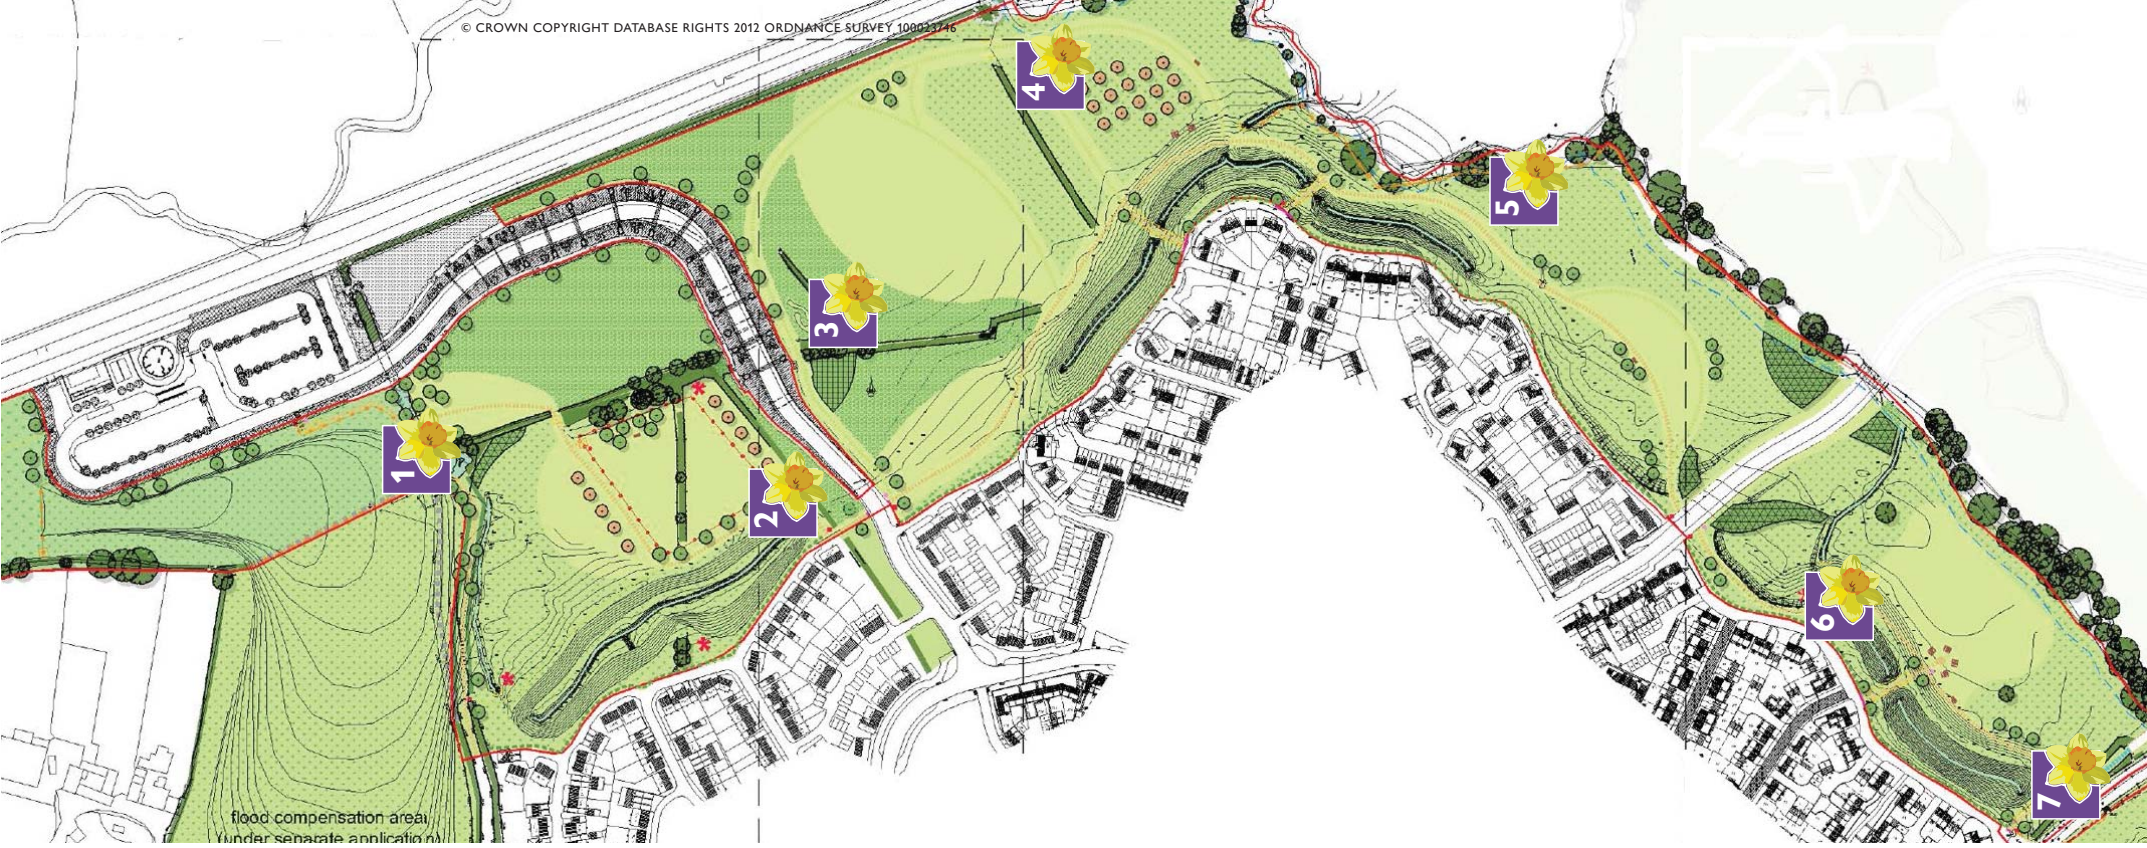 © CROWN COPYRIGHT DATABASE RIGHTS 2012 ORDNANCE SURVEY 100023746
4
5
3
1
2
6
7
flood compensation area
(under separate application)